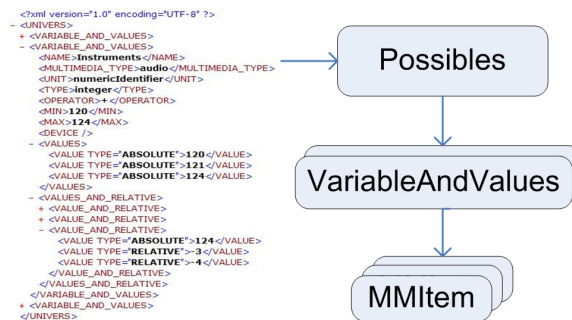 <?xml version="1.0" encoding="UTF-8" ?>
- <UNIVERS>
+ <VARIABLE_AND_VALUES>
- <VARIABLE_AND_VALUES>
<NAME>Instruments</NAME>
<MULTIMEDIA_TYPE>audio</MULTIMEDIA_TYPE>
<UNIT>numericIdentifier</UNIT>
<TYPE>integer</TYPE>
<OPERATOR>+</OPERATOR>
<MIN>120</MIN>
<MAX>124</MAX>
<DEVICE />
- <VALUES>
<VALUE TYPE="ABSOLUTE">120</VALUE>
<VALUE TYPE="ABSOLUTE">121</VALUE>
<VALUE TYPE="ABSOLUTE">124</VALUE>
</VALUES>
- <VALUES_AND_RELATIVE>
+ <VALUE_AND_RELATIVE>
+ <VALUE_AND_RELATIVE>
- <VALUE_AND_RELATIVE>
<VALUE TYPE="ABSOLUTE">124</VALUE>
<VALUE TYPE="RELATIVE">-3</VALUE>
<VALUE TYPE="RELATIVE">-4</VALUE>
</VALUE_AND_RELATIVE>
</VALUES_AND_RELATIVE>
</VARIABLE_AND_VALUES>
+ <VARIABLE_AND_VALUES>
</UNIVERS>
Possibles
VariableAndValues
MMItem